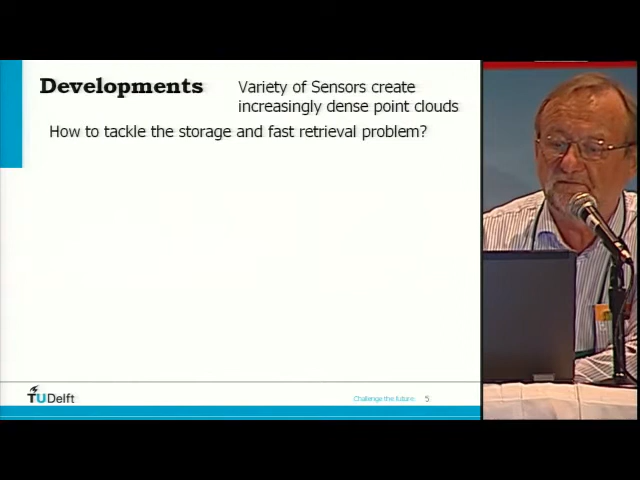 Developments
Variety of Sensors create
increasingly dense point clouds
How to tackle the storage and fast retrieval problem?
TUDelft
Challenge the future
5